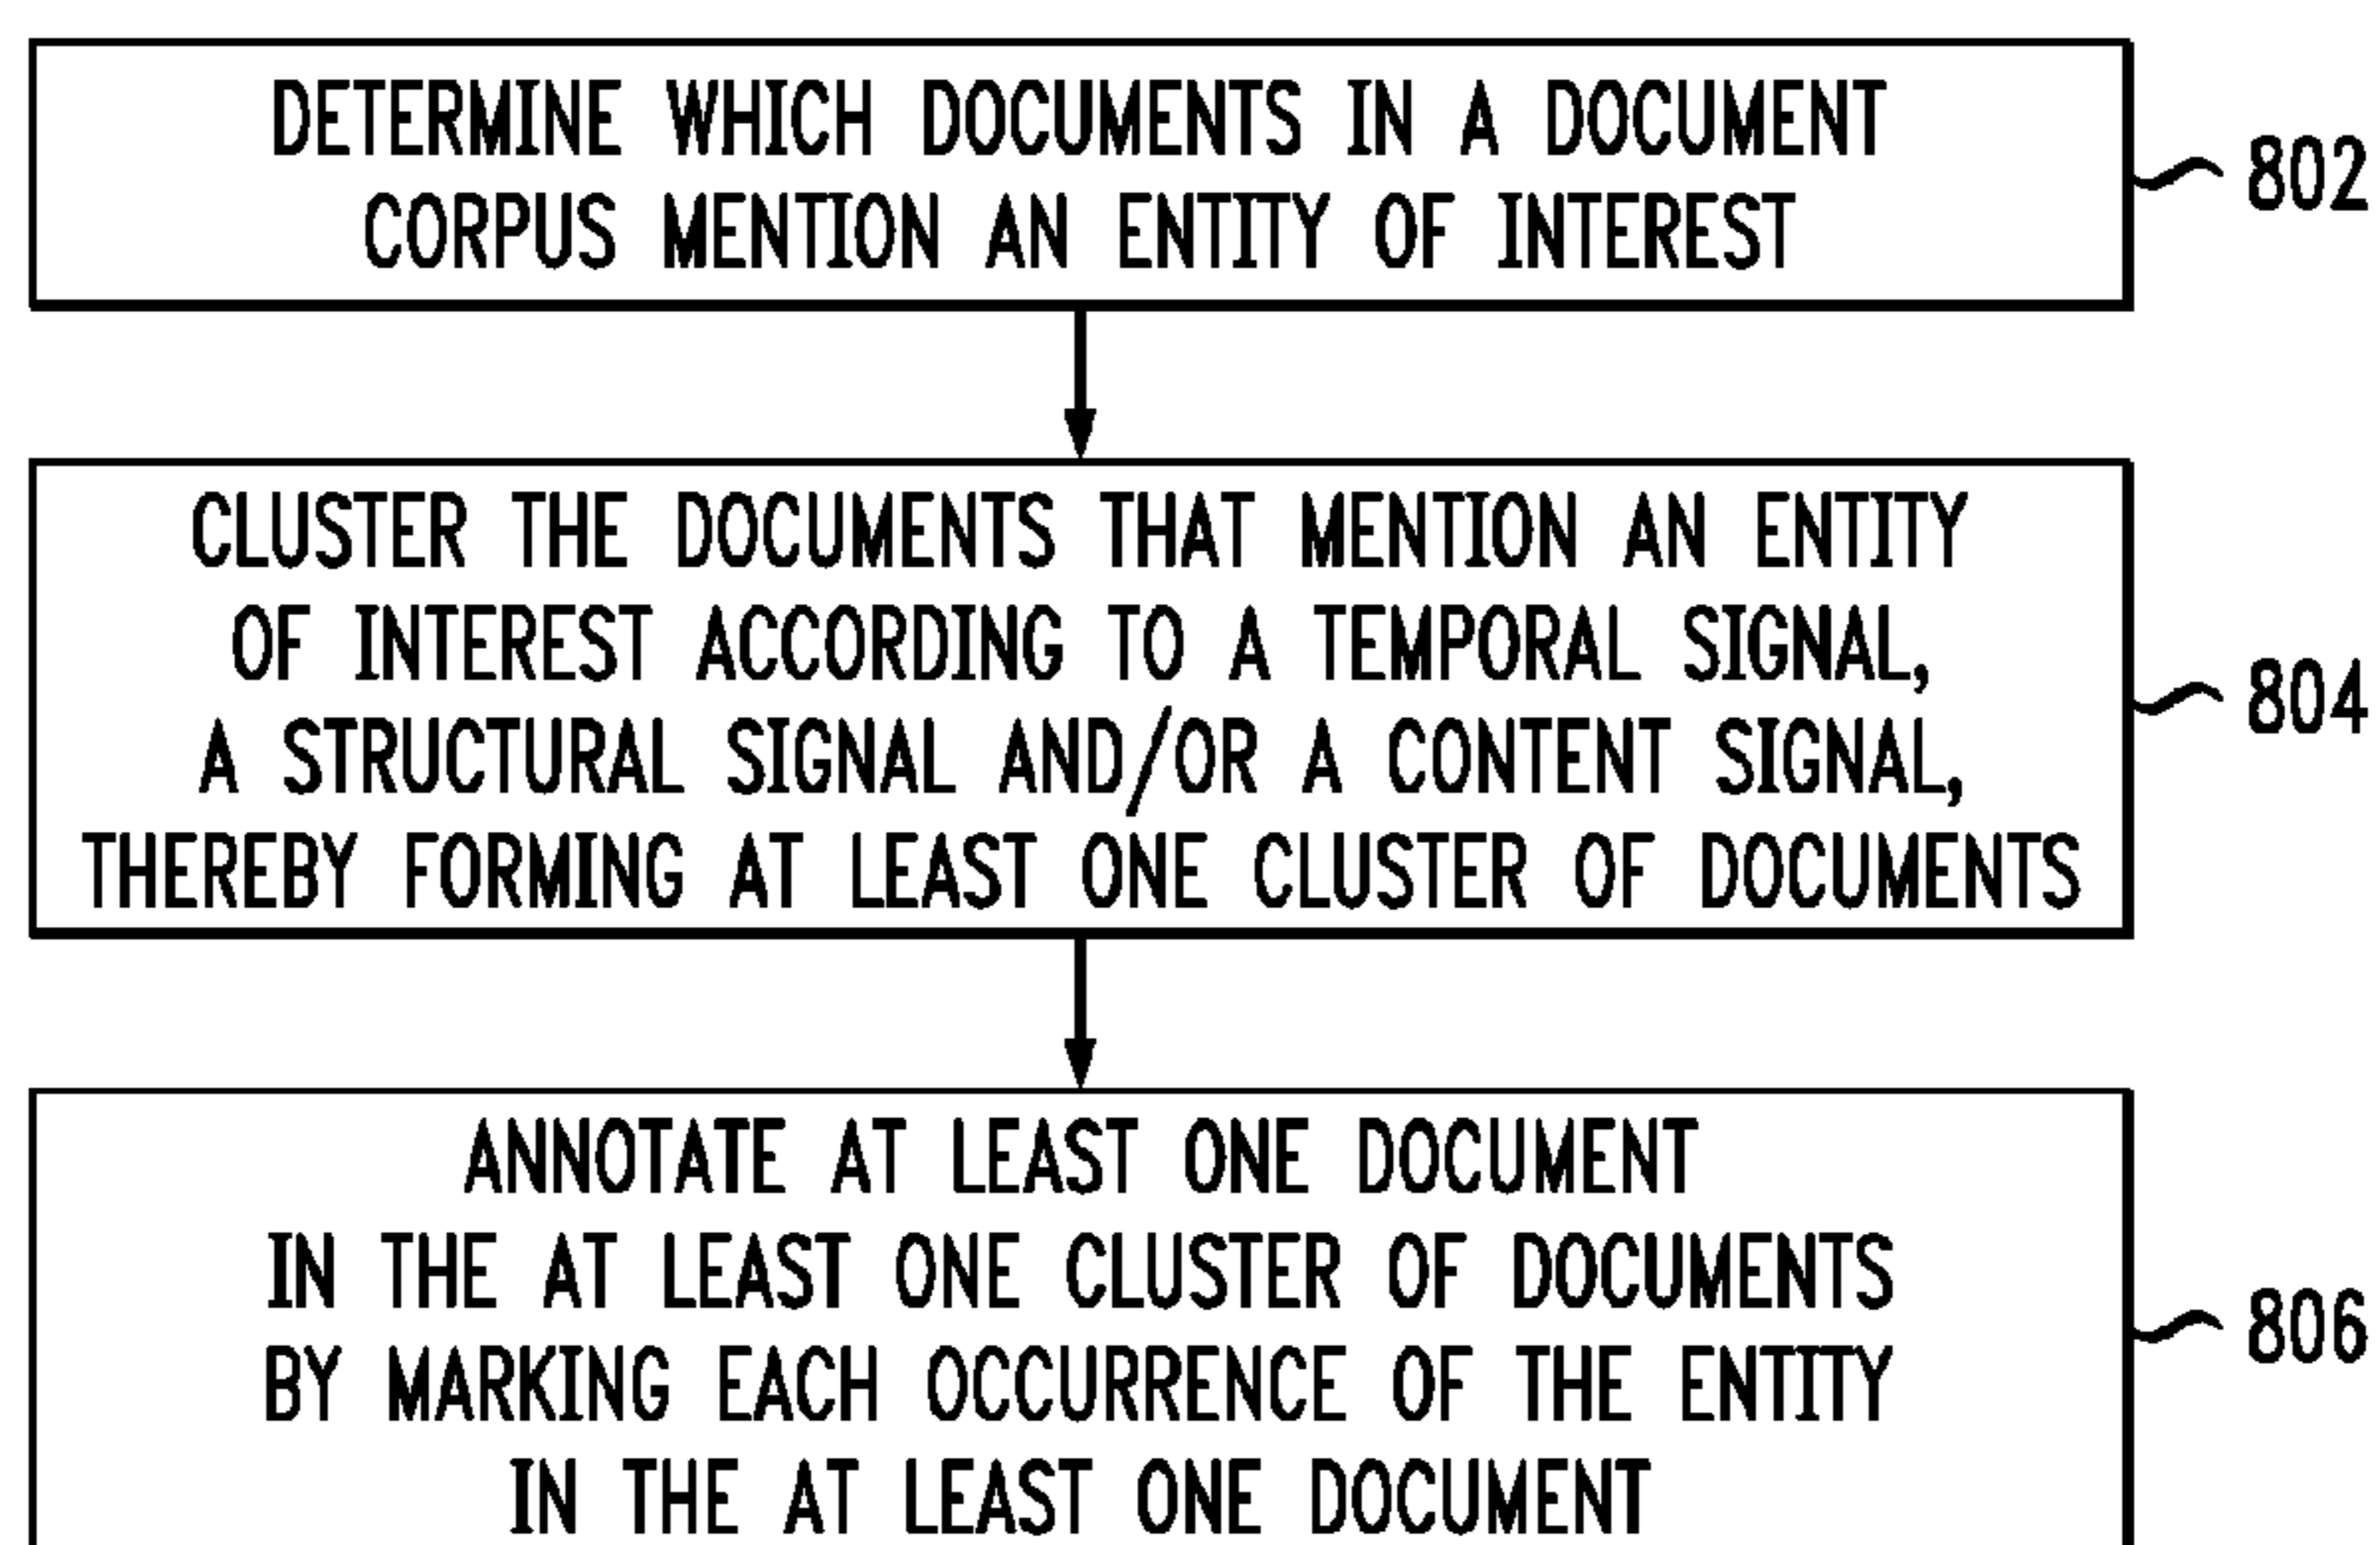 DETERMINE WHICH DOCUMENTS IN A DOCUMENT
CORPUS MENTION AN ENTITY OF INTEREST
802
CLUSTER THE DOCUMENTS THAT MENTION AN ENTITY
OF INTEREST ACCORDING TO A TEMPORAL SIGNAL,
A STRUCTURAL SIGNAL AND/OR A CONTENT SIGNAL,
THEREBY FORMING AT LEAST ONE CLUSTER OF DOCUMENTS
804
ANNOTATE AT LEAST ONE DOCUMENT
IN THE AT LEAST ONE CLUSTER OF DOCUMENTS
BY MARKING EACH OCCURRENCE OF THE ENTITY
IN THE AT LEAST ONE DOCUMENT
806